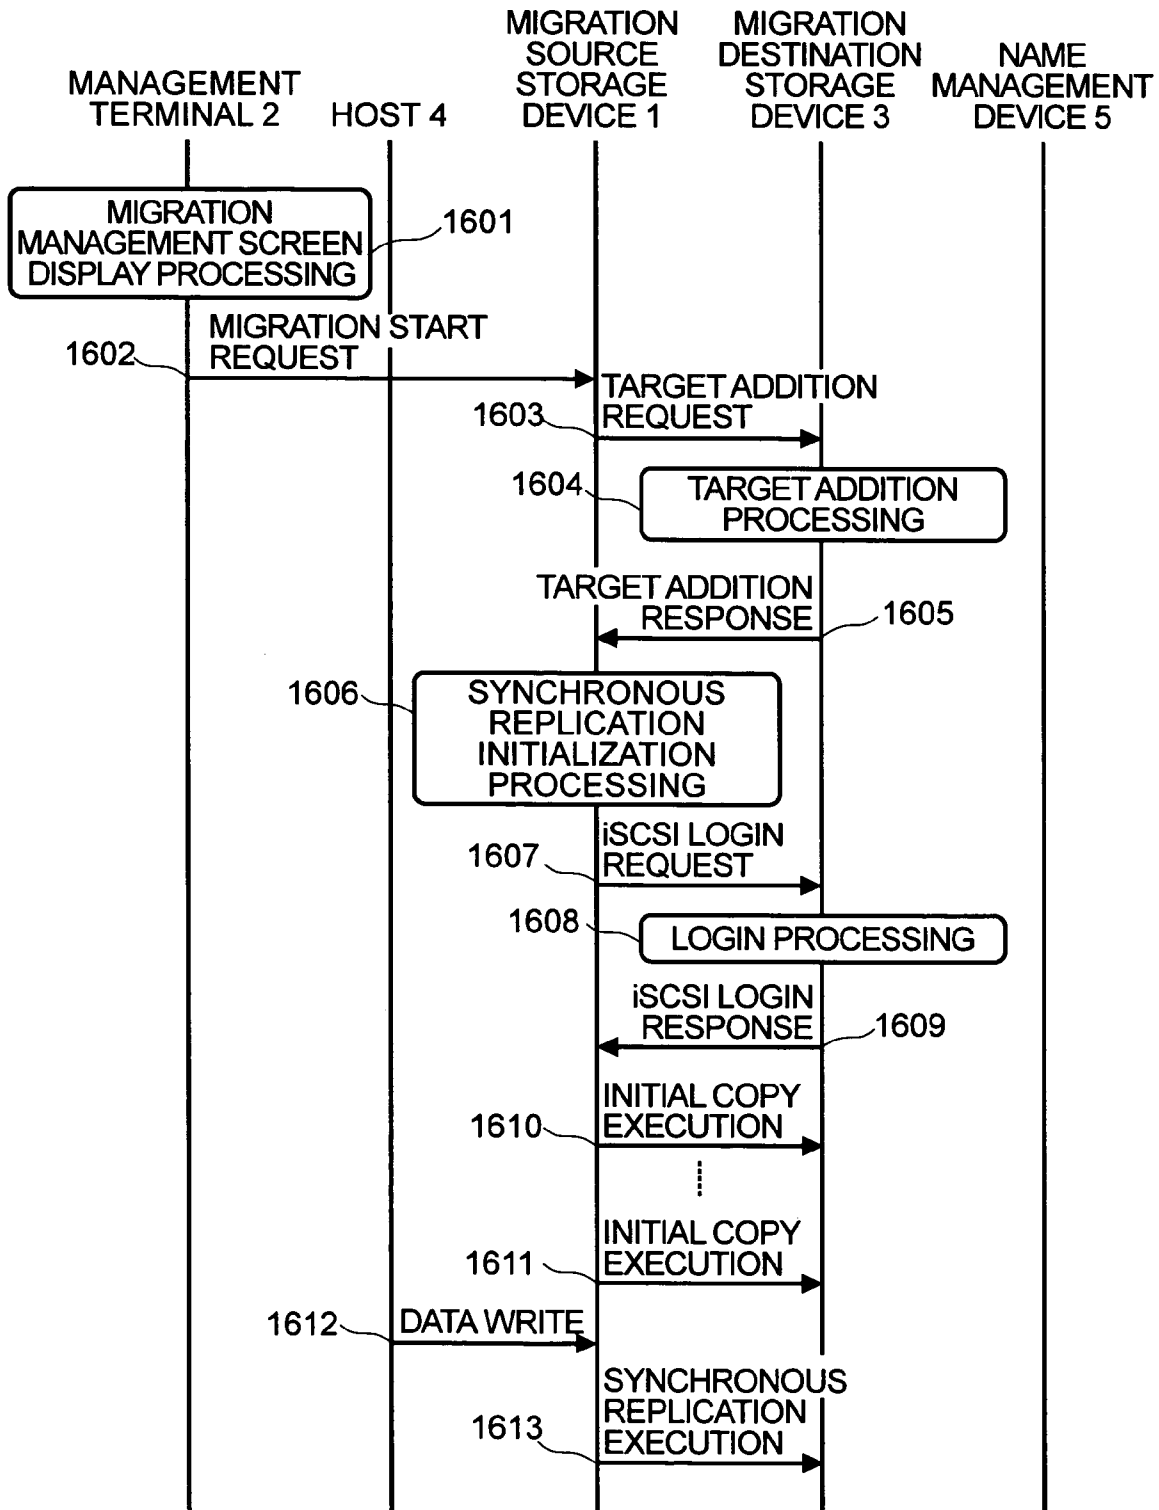 MANAGEMENT
TERMINAL 2
HOST 4
MIGRATION
SOURCE
STORAGE
DEVICE 1
MIGRATION
DESTINATION
STORAGE
DEVICE 3
NAME
MANAGEMENT
DEVICE 5
MIGRATION
MANAGEMENT SCREEN
DISPLAY PROCESSING
1601
MIGRATION START
REQUEST
1602
TARGET ADDITION
REQUEST
1603
1604
TARGET ADDITION
PROCESSING
TARGET ADDITION
RESPONSE
1605
1606
SYNCHRONOUS
REPLICATION
INITIALIZATION
PROCESSING
iSCSI LOGIN
REQUEST
1607
1608
LOGIN PROCESSING
iSCSI LOGIN
RESPONSE
1609
INITIAL COPY
EXECUTION
1610
INITIAL COPY
EXECUTION
1611
1612
DATA WRITE
SYNCHRONOUS
REPLICATION
EXECUTION
1613